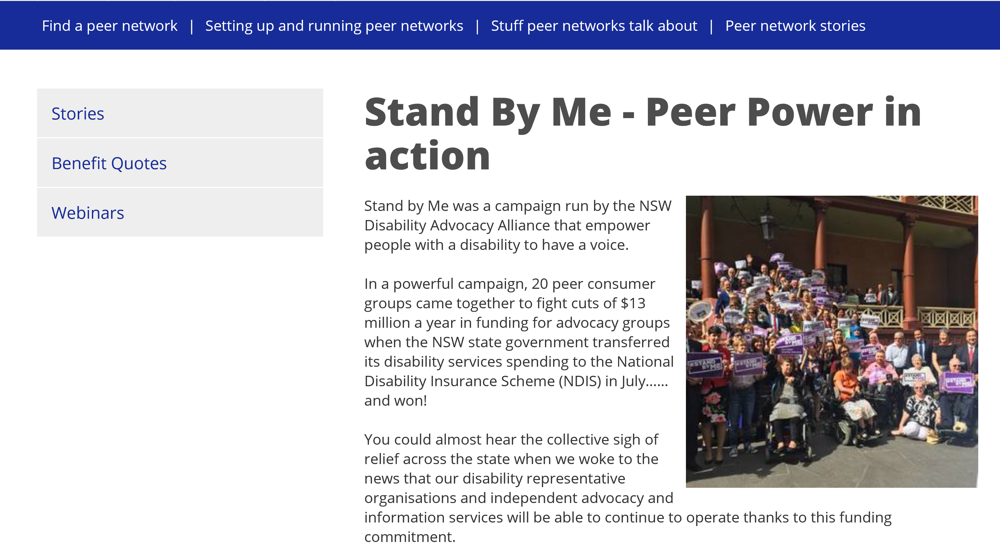 Find a peer network | Setting up and running peer networks | Stuff peer networks talk about | Peer network stories
Stories
Benefit Quotes
Webinars
Stand By Me - Peer Power in
action
Stand by Me was a campaign run by the NSW
Disability Advocacy Alliance that empower
people with a disability to have a voice.
In a powerful campaign, 20 peer consumer
groups came together to fight cuts of $13
million a year in funding for advocacy groups
when the NSW state government transferred
its disability services spending to the National
Disability Insurance Scheme (NDIS) in July......
and won!
You could almost hear the collective sigh of
relief across the state when we woke to the
news that our disability representative
organisations and independent advocacy and
information services will be able to continue to operate thanks to this funding
commitment.
#STAND
BY ME
#STAND
BY ME